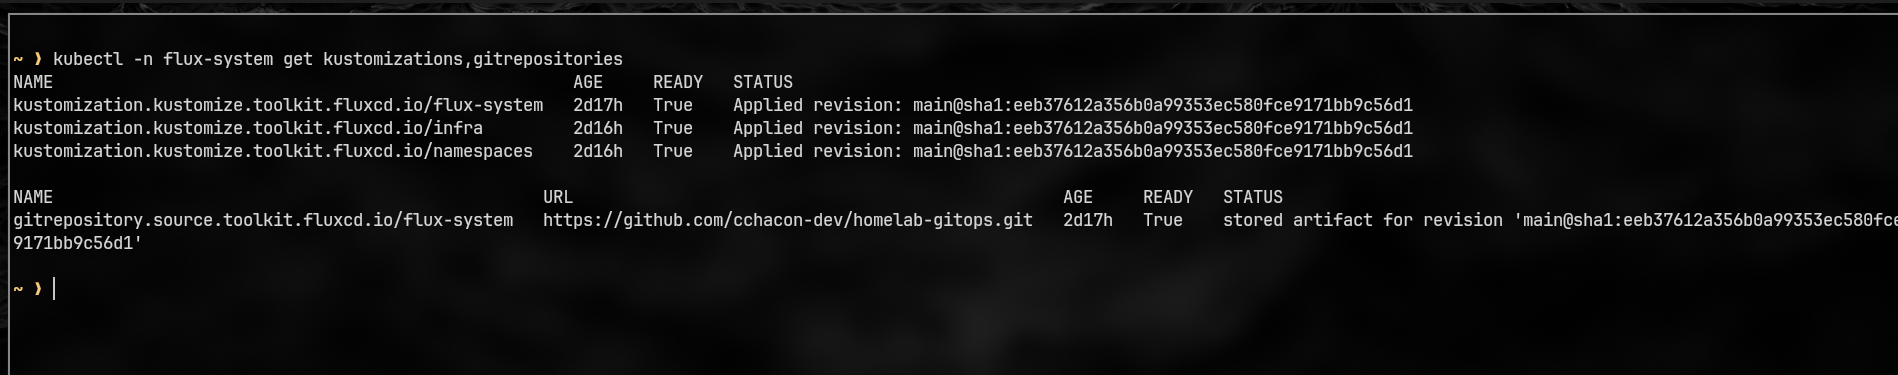 ~ ❯ kubectl -n flux-system get kustomizations,gitrepositories
NAME                                                    AGE     READY   STATUS
kustomization.kustomize.toolkit.fluxcd.io/flux-system   2d17h   True    Applied revision: main@sha1:eeb37612a356b0a99353ec580fce9171bb9c56d1
kustomization.kustomize.toolkit.fluxcd.io/infra         2d16h   True    Applied revision: main@sha1:eeb37612a356b0a99353ec580fce9171bb9c56d1
kustomization.kustomize.toolkit.fluxcd.io/namespaces    2d16h   True    Applied revision: main@sha1:eeb37612a356b0a99353ec580fce9171bb9c56d1
NAME                                                 URL                                                 AGE     READY   STATUS
gitrepository.source.toolkit.fluxcd.io/flux-system   https://github.com/cchacon-dev/homelab-gitops.git   2d17h   True    stored artifact for revision 'main@sha1:eeb37612a356b0a99353ec580fce
9171bb9c56d1'
~ ❯